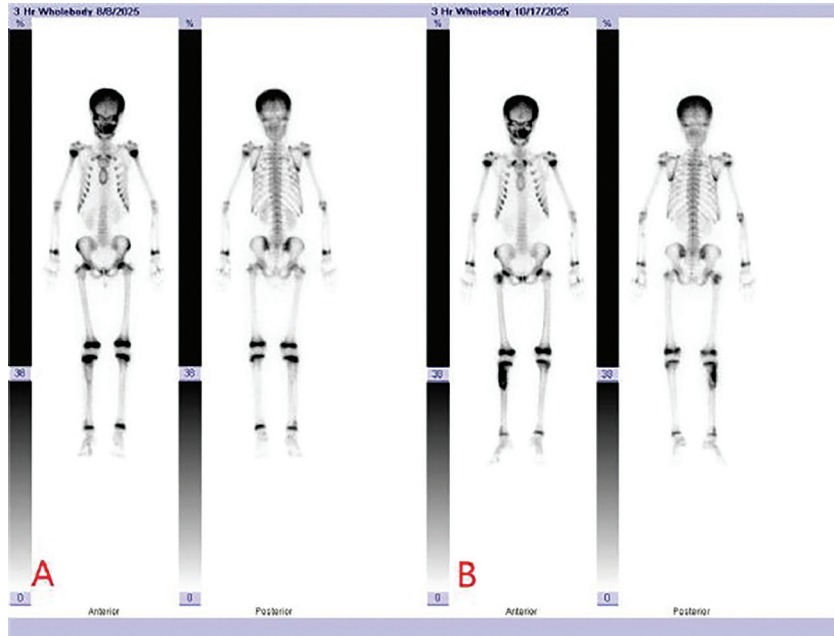 3 Hr Wholebody 8/8/2025
3 Hr Wholebody 10/17/2025
%
%
%
%
38
38
38
38
A
B
0
0
0
0
Anterior
Posterior
Anterior
Posterior